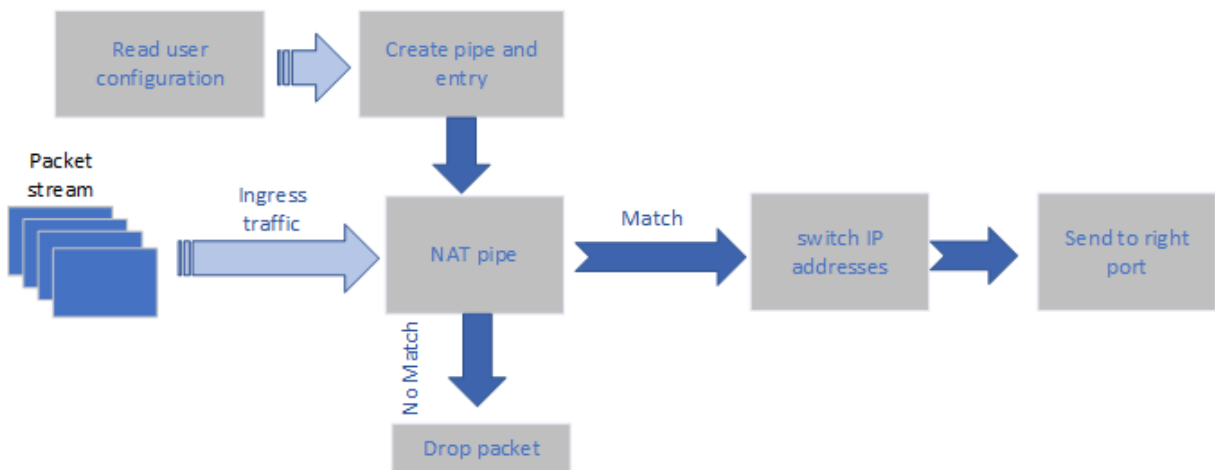 Read user
configuration
Create pipe and
entry
Packet
stream
Ingress
traffic
NAT pipe
Match
switch IP
addresses
Send to right
port
No Match
Drop packet